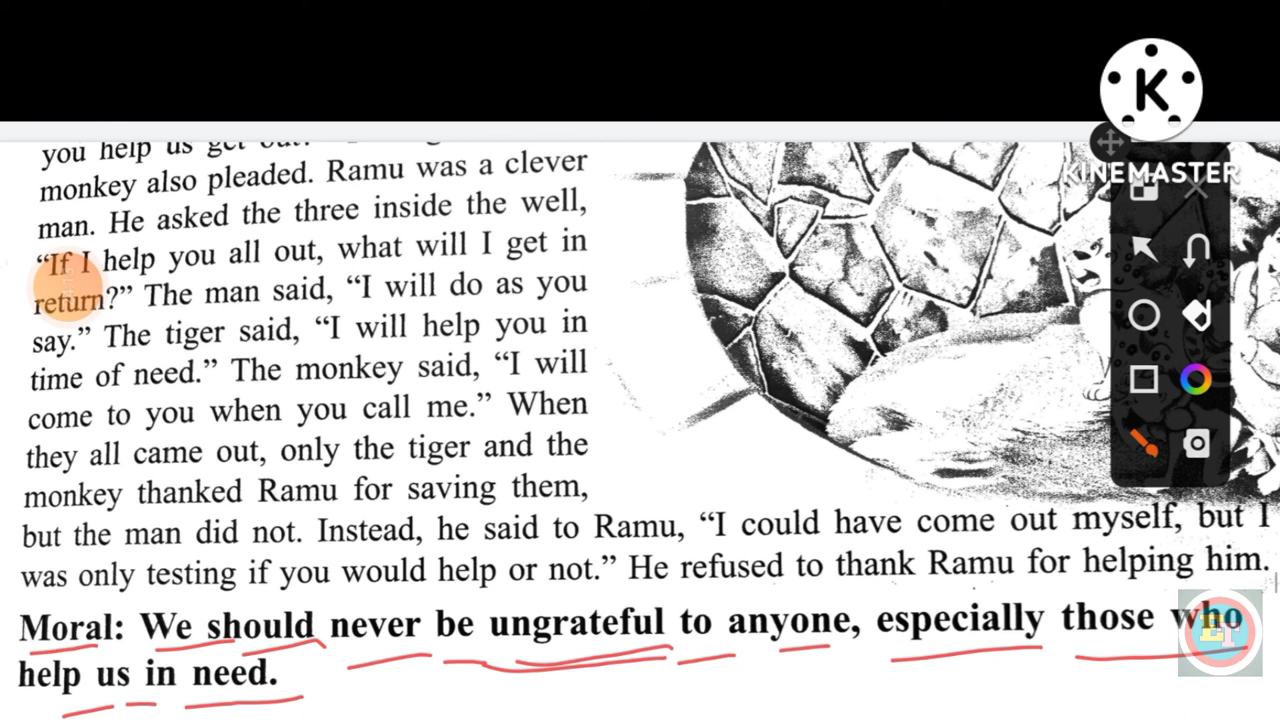 you help us get out
monkey also pleaded. Ramu was a clever
man. He asked the three inside the well,
“If I help you all out, what will I get in
return?” The man said, “I will do as you
say.” The tiger said, “I will help you in
time of need.” The monkey said, “I will
come to you when you call me.” When
they all came out, only the tiger and the
monkey thanked Ramu for saving them,
but the man did not. Instead, he said to Ramu, “I could have come out myself, but I
was only testing if you would help or not.” He refused to thank Ramu for helping him.
Moral: We should never be ungrateful to anyone, especially those who
help us in need.
K
KINEMASTER
ET